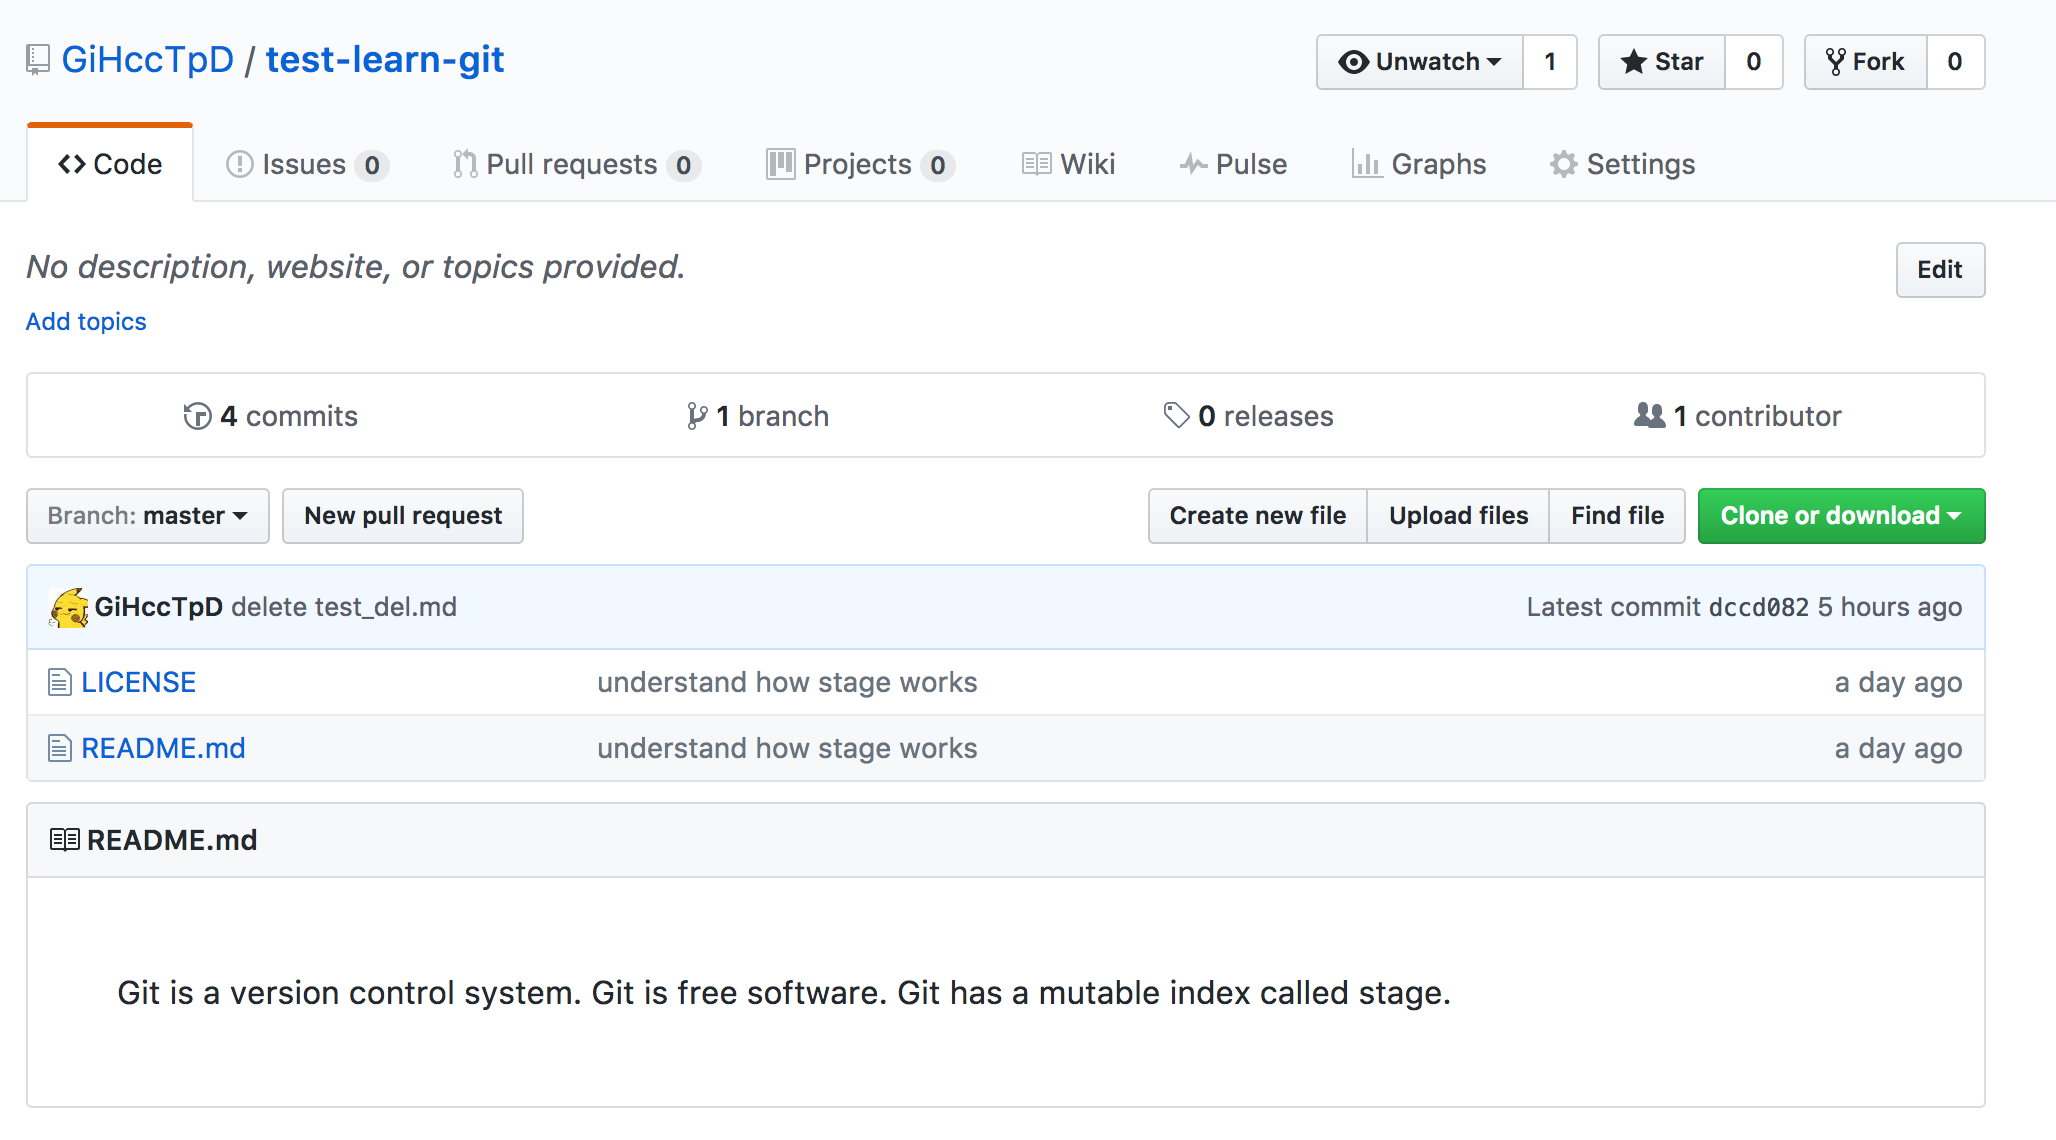 GiHccTpD / test-learn-git Unwatch 1 Star 0 Fork 0
Code Issues 0 Pull requests 0 Projects 0 Wiki Pulse Graphs Settings
No description, website, or topics provided. Edit
Add topics
4 commits 1 branch 0 releases 1 contributor
Branch: master New pull request Create new file Upload files Find file Clone or download
GiHccTpD delete test_del.md Latest commit dccd082 5 hours ago
LICENSE understand how stage works a day ago
README.md understand how stage works a day ago
README.md
Git is a version control system. Git is free software. Git has a mutable index called stage.